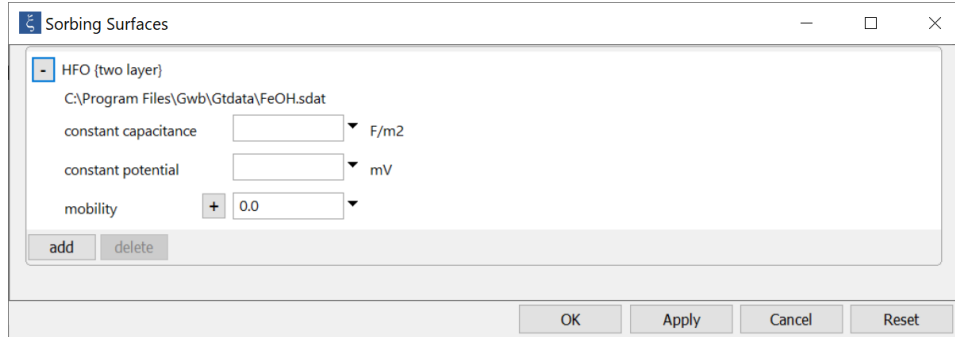 ξ Sorbing Surfaces
- HFO {two layer}
C:\Program Files\Gwb\Gtdata\FeOH.sdat
constant capacitance F/m2
constant potential mV
mobility + 0.0
add delete
OK Apply Cancel Reset